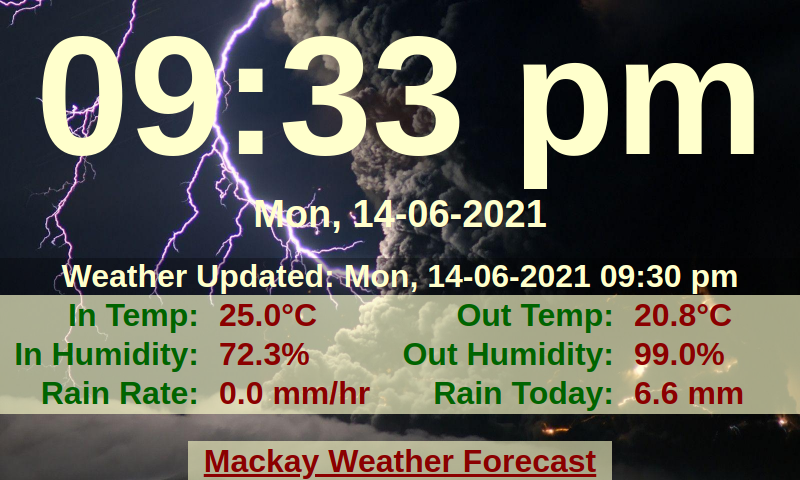 09:33 pm
Mon, 14-06-2021
Weather Updated: Mon, 14-06-2021 09:30 pm
In Temp: 25.0°C Out Temp: 20.8°C
In Humidity: 72.3% Out Humidity: 99.0%
Rain Rate: 0.0 mm/hr Rain Today: 6.6 mm
Mackay Weather Forecast